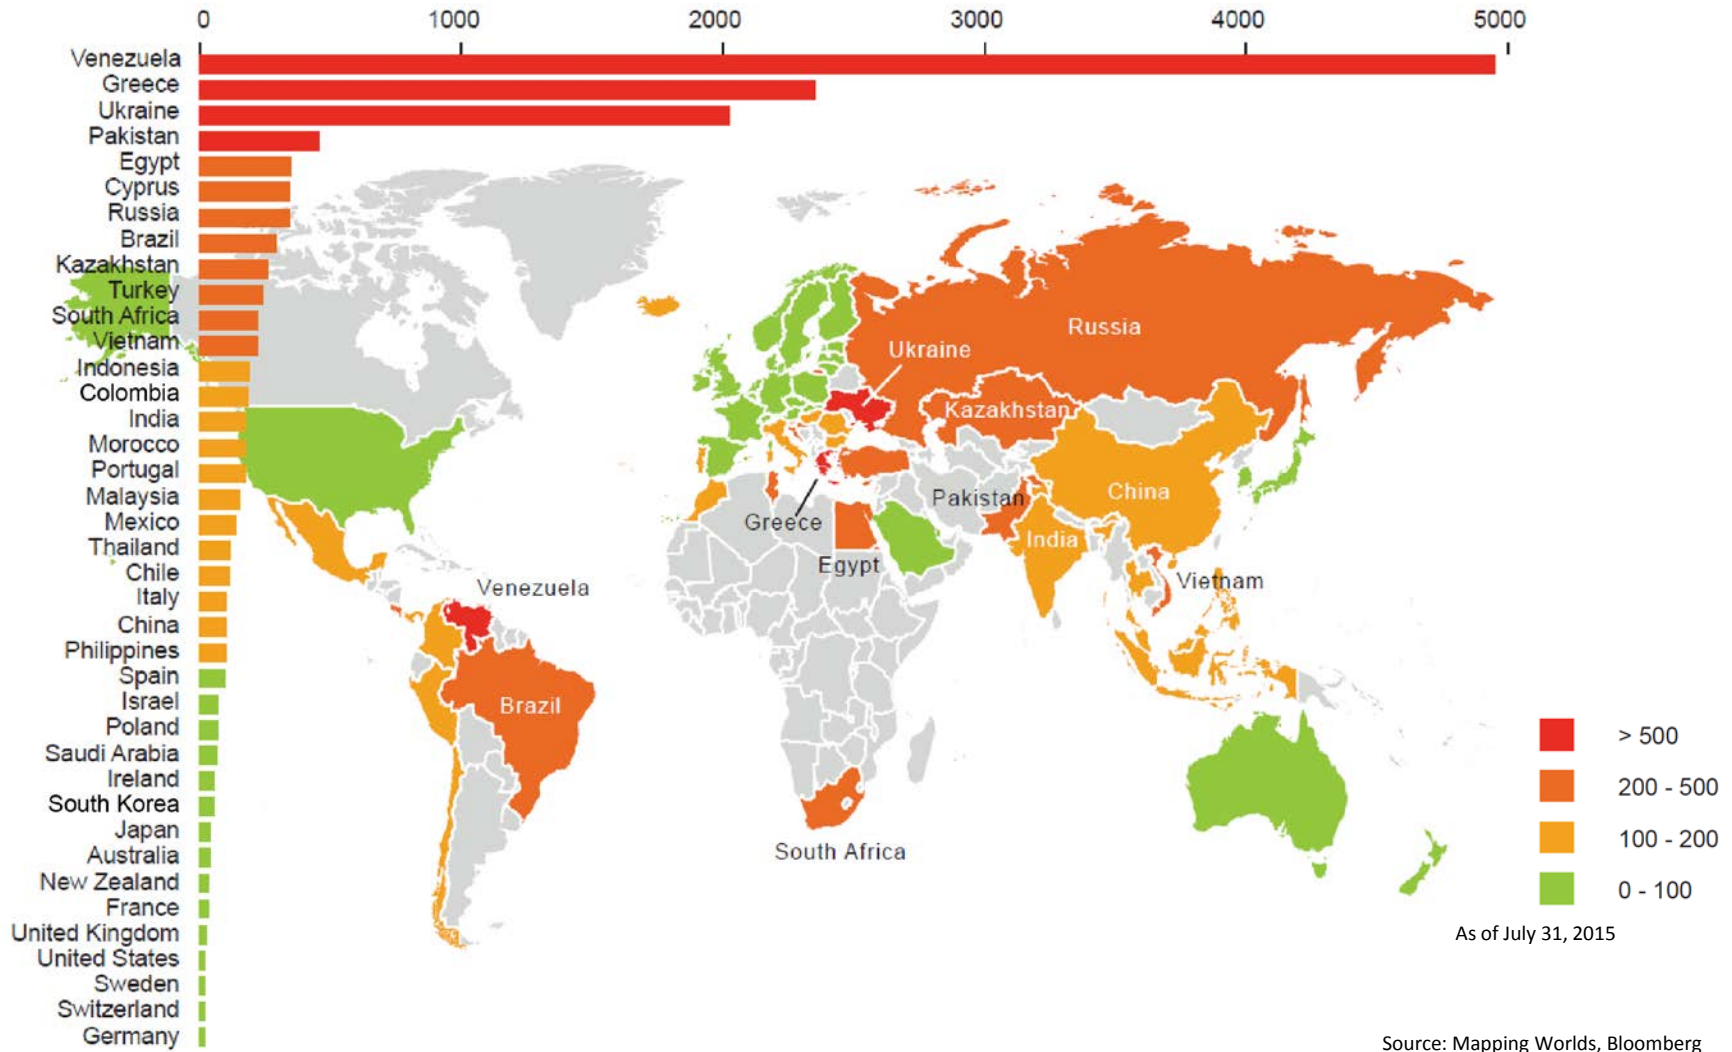 0 1000 2000 3000 4000 5000
Venezuela
Greece
Ukraine
Pakistan
Egypt
Cyprus
Russia
Brazil
Kazakhstan
Turkey
South Africa
Vietnam
Indonesia
Colombia
India
Morocco
Portugal
Malaysia
Mexico
Thailand
Chile
Italy
China
Philippines
Spain
Israel
Poland
Saudi Arabia
Ireland
South Korea
Japan
Australia
New Zealand
France
United Kingdom
United States
Sweden
Switzerland
Germany
Russia
Ukraine
Kazakhstan
Pakistan
China
Greece
India
Egypt
Venezuela
Vietnam
Brazil
South Africa
> 500
200 - 500
100 - 200
0 - 100
As of July 31, 2015
Source: Mapping Worlds, Bloomberg